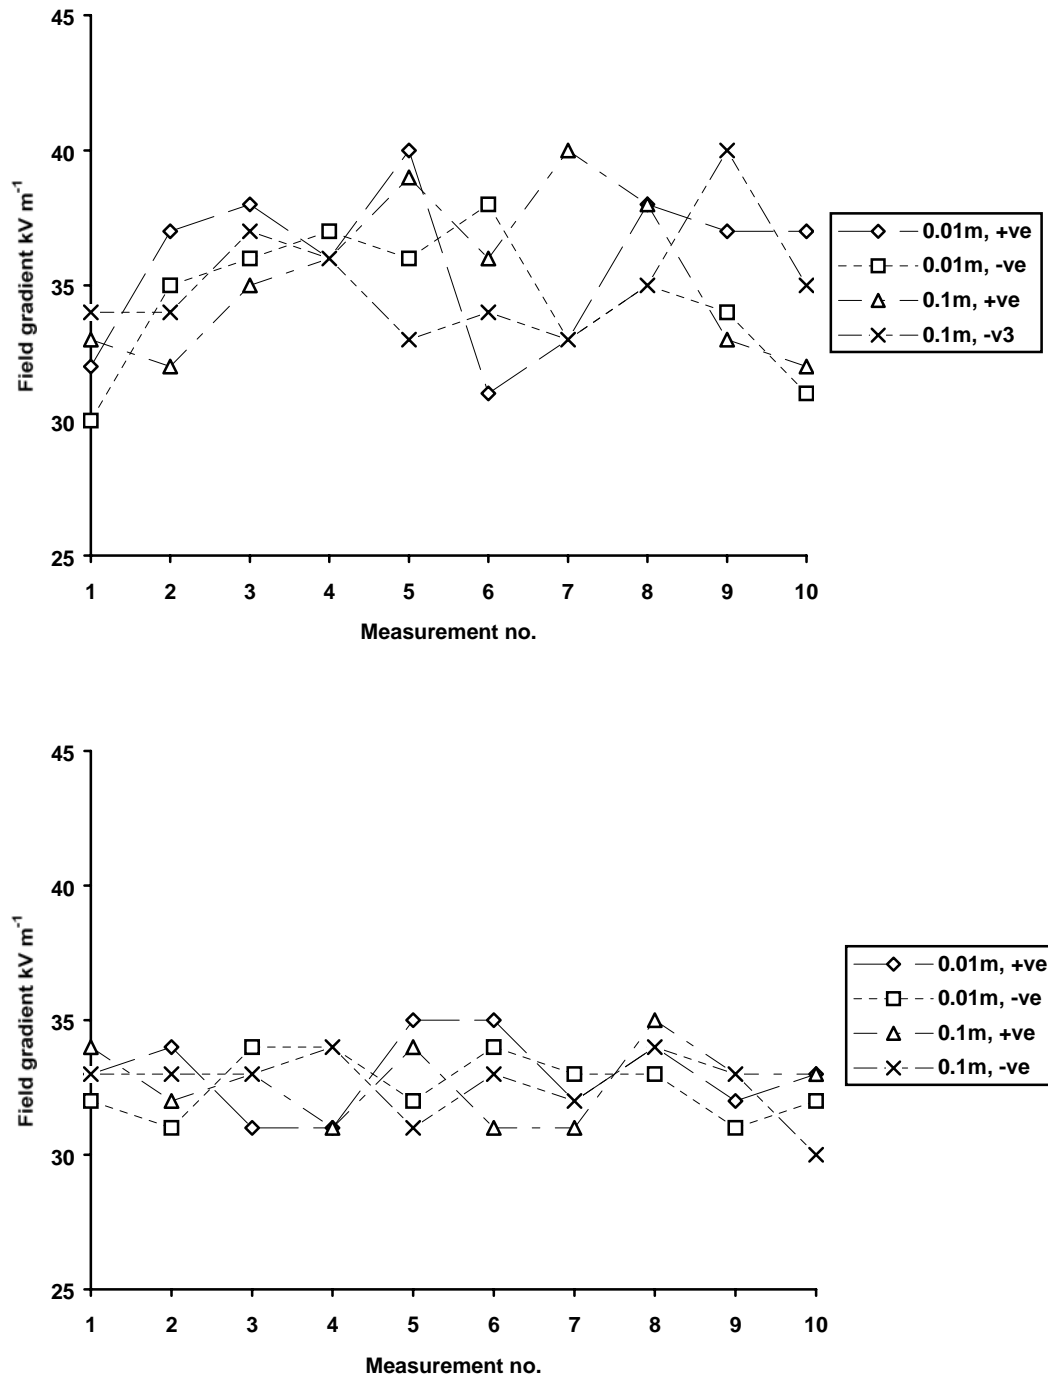 45
40
35
30
25
Field gradient kV m-1
1 2 3 4 5 6 7 8 9 10
Measurement no.
0.01m, +ve
0.01m, -ve
0.1m, +ve
0.1m, -v3
45
40
35
30
25
Field gradient kV m-1
1 2 3 4 5 6 7 8 9 10
Measurement no.
0.01m, +ve
0.01m, -ve
0.1m, +ve
0.1m, -ve